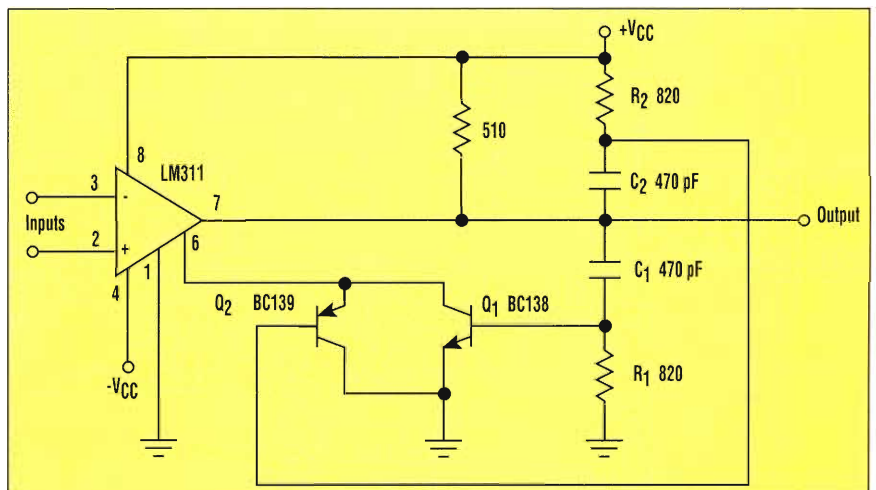 +VCC
R2 820
8
510
LM311
C2 470 pF
3
-
7
Inputs
Output
2
+
6
1
C1 470 pF
4
Q2 BC139
Q1 BC138
R1 820
-VCC